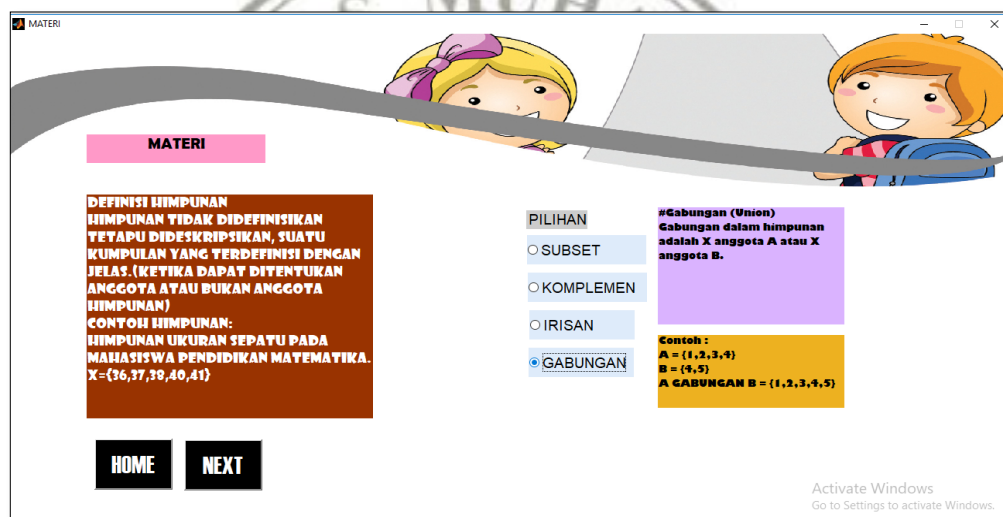 MUH
MATERI
MATERI
DEFINISI HIMPUNAN
HIMPUNAN TIDAK DIDEFINISIKAN
TETAPU DIDESKRIPSIKAN, SUATU
KUMPULAN YANG TERDEFINISI DENGAN
JELAS.(KETIKA DAPAT DITENTUKAN
ANGGOTA ATAU BUKAN ANGGOTA
HIMPUNAN)
CONTOH HIMPUNAN:
HIMPUNAN UKURAN SEPATU PADA
MAHASISWA PENDIDIKAN MATEMATIKA.
X={36,37,38,40,41}
HOME
NEXT
PILIHAN
SUBSET
KOMPLEMEN
IRISAN
GABUNGAN
#Gabungan (Union)
Gabungan dalam himpunan
adalah X anggota A atau X
anggota B.
Contoh :
A = {1,2,3,4}
B = {4,5}
A GABUNGAN B = {1,2,3,4,5}
Activate Windows
Go to Settings to activate Windows.